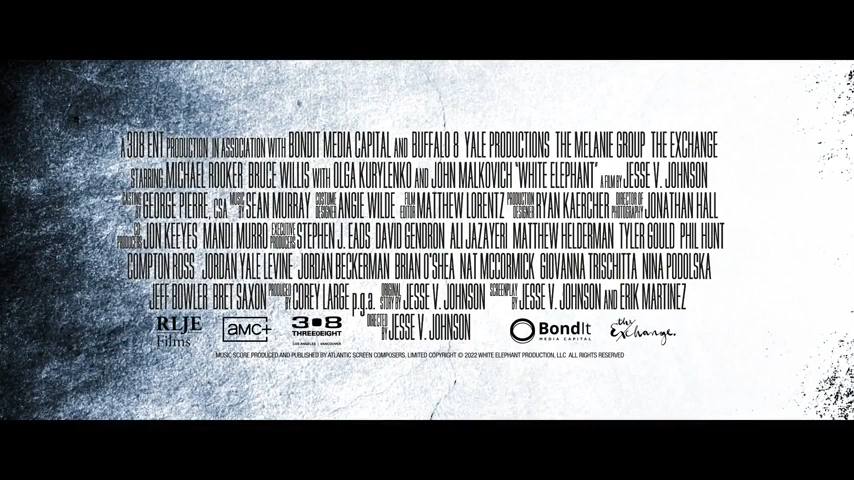 A 308 ENT PRODUCTION IN ASSOCIATION WITH BONDIT MEDIA CAPITAL AND BUFFALO 8 YALE PRODUCTIONS THE MELANIE GROUP THE EXCHANGE
STARRING MICHAEL ROOKER BRUCE WILLIS WITH OLGA KURYLENKO AND JOHN MALKOVICH 'WHITE ELEPHANT' A FILM BY JESSE V. JOHNSON
CASTING BY GEORGE PIERRE, CSA MUSIC BY SEAN MURRAY COSTUME DESIGNER ANGIE WILDE FILM EDITOR MATTHEW LORENTZ PRODUCTION DESIGNER RYAN KAERCHER DIRECTOR OF PHOTOGRAPHY JONATHAN HALL
CO PRODUCERS JON KEEYES MANDI MURRO EXECUTIVE PRODUCERS STEPHEN J. EADS DAVID GENDRON ALI JAZAYERI MATTHEW HELDERMAN TYLER GOULD PHIL HUNT
COMPTON ROSS JORDAN YALE LEVINE JORDAN BECKERMAN BRIAN O'SHEA NAT MCCORMICK GIOVANNA TRISCHITTA NINA PODOLSKA
JEFF BOWLER BRET SAXON PRODUCED BY COREY LARGE p.g.a. ORIGINAL STORY BY JESSE V. JOHNSON SCREENPLAY BY JESSE V. JOHNSON AND ERIK MARTINEZ
DIRECTED BY JESSE V. JOHNSON
RLJE Films
aMC+
3•8 THREEOEIGHT
LOS ANGELES | VANCOUVER
BondIt MEDIA CAPITAL
the exchange.
MUSIC SCORE PRODUCED AND PUBLISHED BY ATLANTIC SCREEN COMPOSERS. LIMITED COPYRIGHT © 2022 WHITE ELEPHANT PRODUCTION, LLC ALL RIGHTS RESERVED